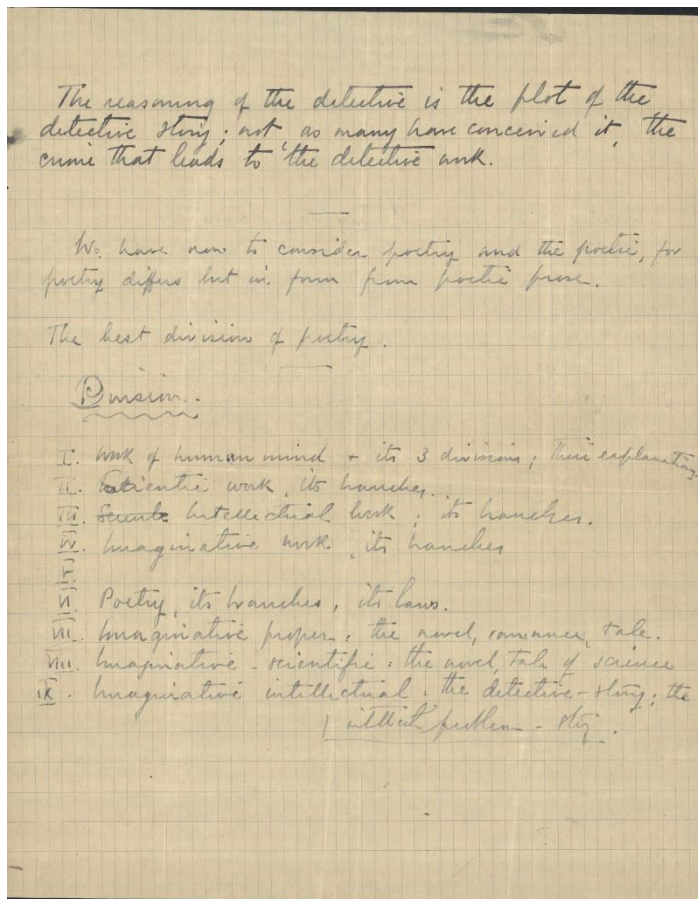 The reasoning of the detective is the plot of the
detective story; not, as many have conceived it, the
crime that leads to the detective work.
We have now to consider poetry and the poetic, for
poetry differs but in form from poetic prose.
The best division of poetry.
Division.
I. Work of human mind & its 3 divisions; their explanation.
II. Scientific work, its branches.
III. Intellectual work; its branches.
IV. Imaginative work, its branches
V.
VI. Poetry, its branches, its laws.
VII. Imaginative proper: the novel, romance, tale.
VIII. Imaginative-scientific: the novel, tale of science
IX. Imaginative intellectual: the detective-story; the
problem-story.